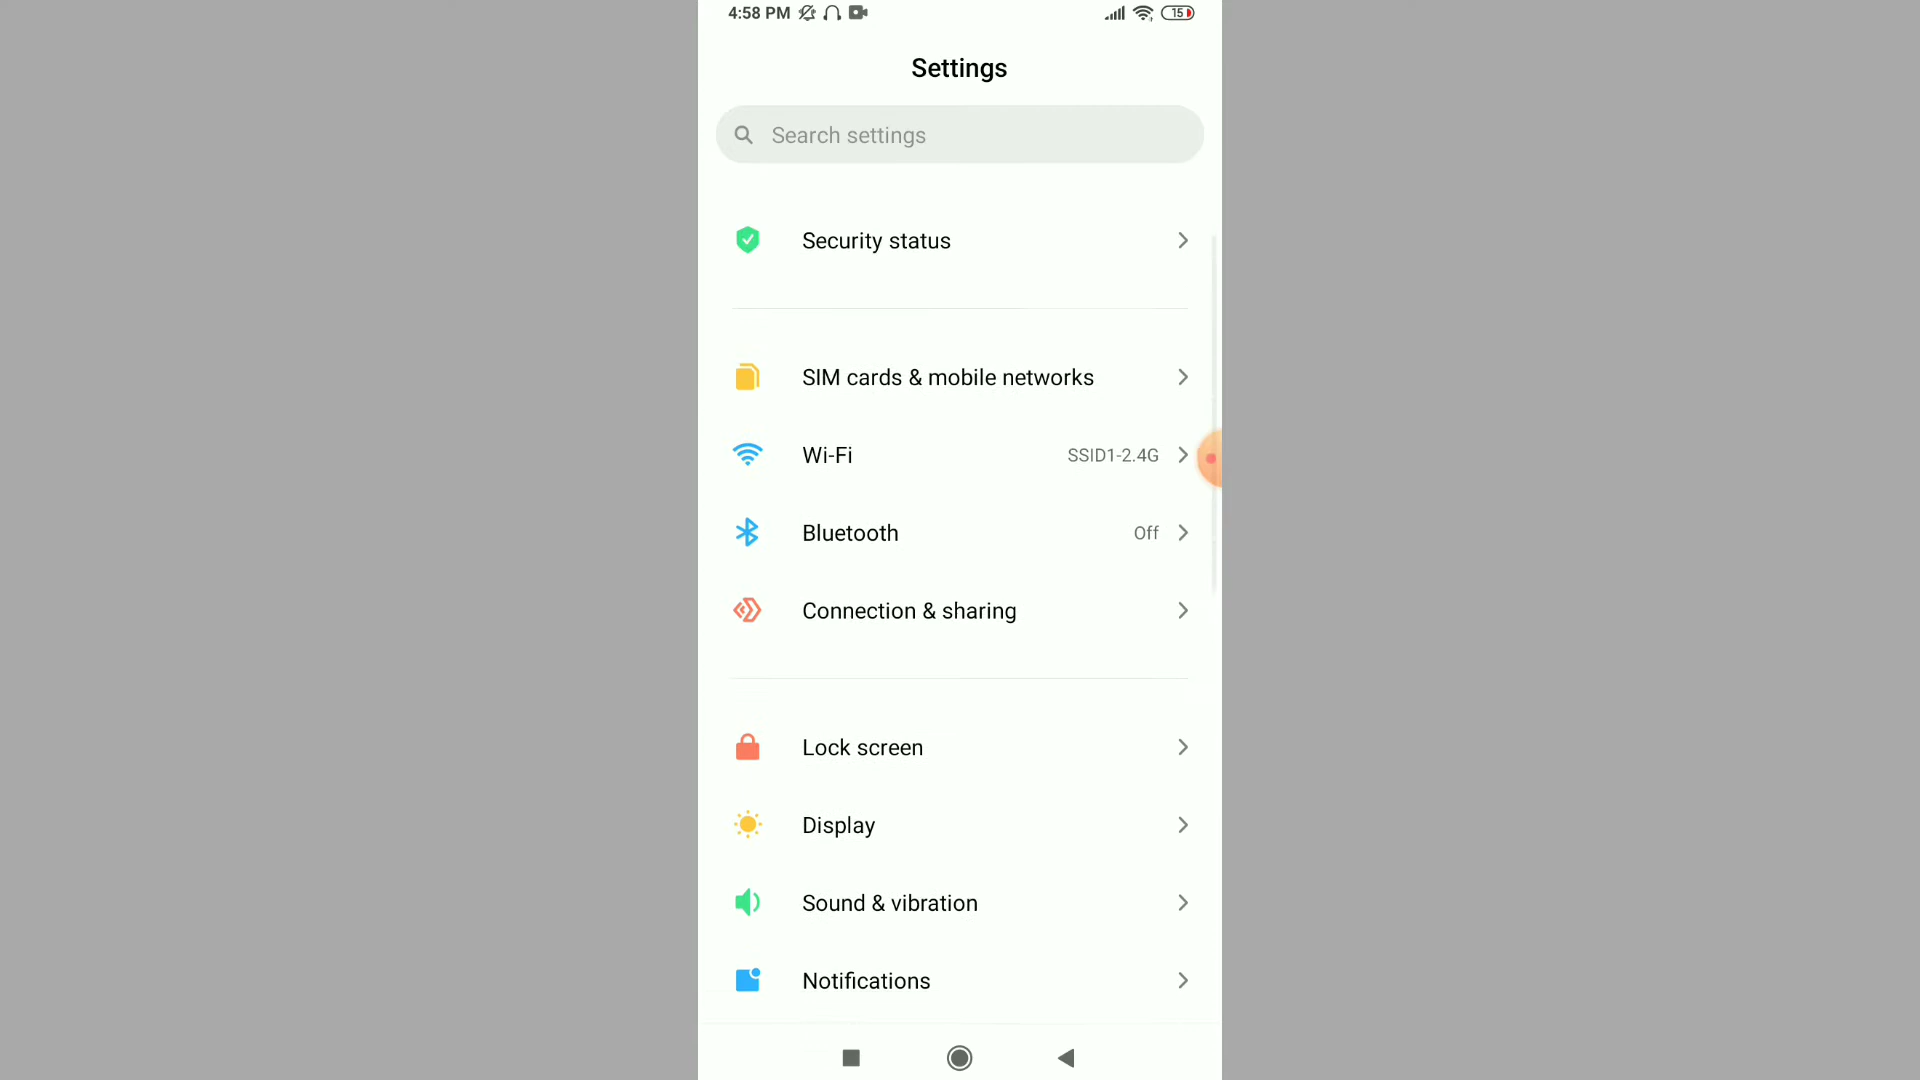 4:58 PM 15
Settings
Search settings
Security status
SIM cards & mobile networks
Wi-Fi SSID1-2.4G
Bluetooth Off
Connection & sharing
Lock screen
Display
Sound & vibration
Notifications